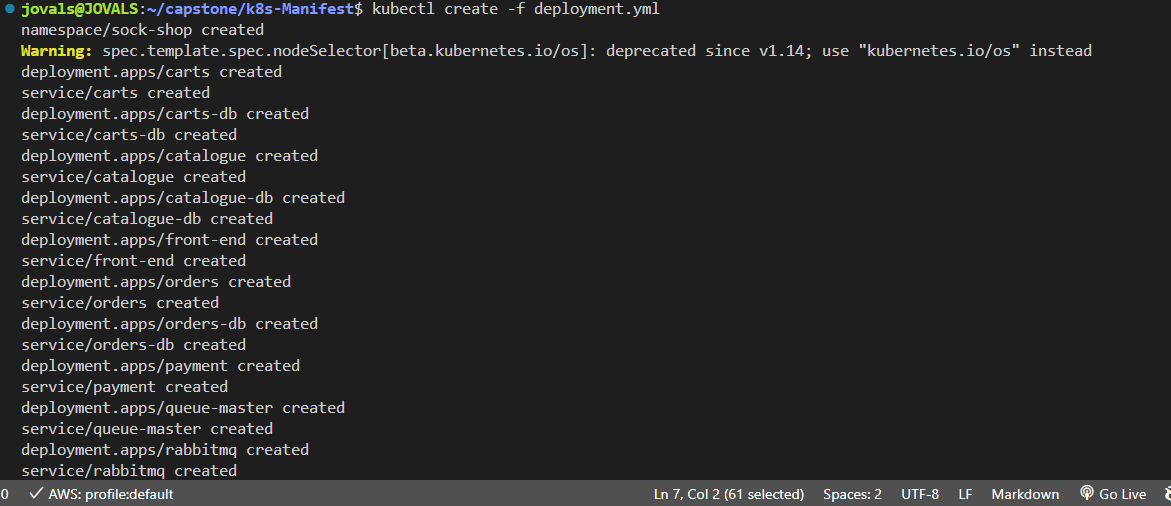 jovals@JOVALS:~/capstone/k8s-Manifest$ kubectl create -f deployment.yml
namespace/sock-shop created
Warning: spec.template.spec.nodeSelector[beta.kubernetes.io/os]: deprecated since v1.14; use "kubernetes.io/os" instead
deployment.apps/carts created
service/carts created
deployment.apps/carts-db created
service/carts-db created
deployment.apps/catalogue created
service/catalogue created
deployment.apps/catalogue-db created
service/catalogue-db created
deployment.apps/front-end created
service/front-end created
deployment.apps/orders created
service/orders created
deployment.apps/orders-db created
service/orders-db created
deployment.apps/payment created
service/payment created
deployment.apps/queue-master created
service/queue-master created
deployment.apps/rabbitmq created
service/rabbitmq created
0 AWS: profile:default Ln 7, Col 2 (61 selected) Spaces: 2 UTF-8 LF Markdown Go Live